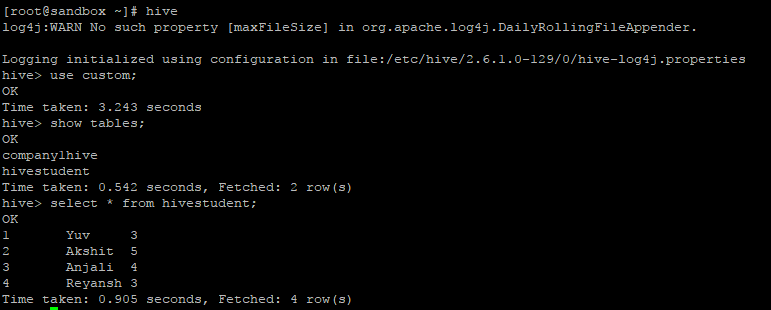 [root@sandbox ~]# hive
log4j:WARN No such property [maxFileSize] in org.apache.log4j.DailyRollingFileAppender.
Logging initialized using configuration in file:/etc/hive/2.6.1.0-129/0/hive-log4j.properties
hive> use custom;
OK
Time taken: 3.243 seconds
hive> show tables;
OK
company1hive
hivestudent
Time taken: 0.542 seconds, Fetched: 2 row(s)
hive> select * from hivestudent;
OK
1 Yuv 3
2 Akshit 5
3 Anjali 4
4 Reyansh 3
Time taken: 0.905 seconds, Fetched: 4 row(s)